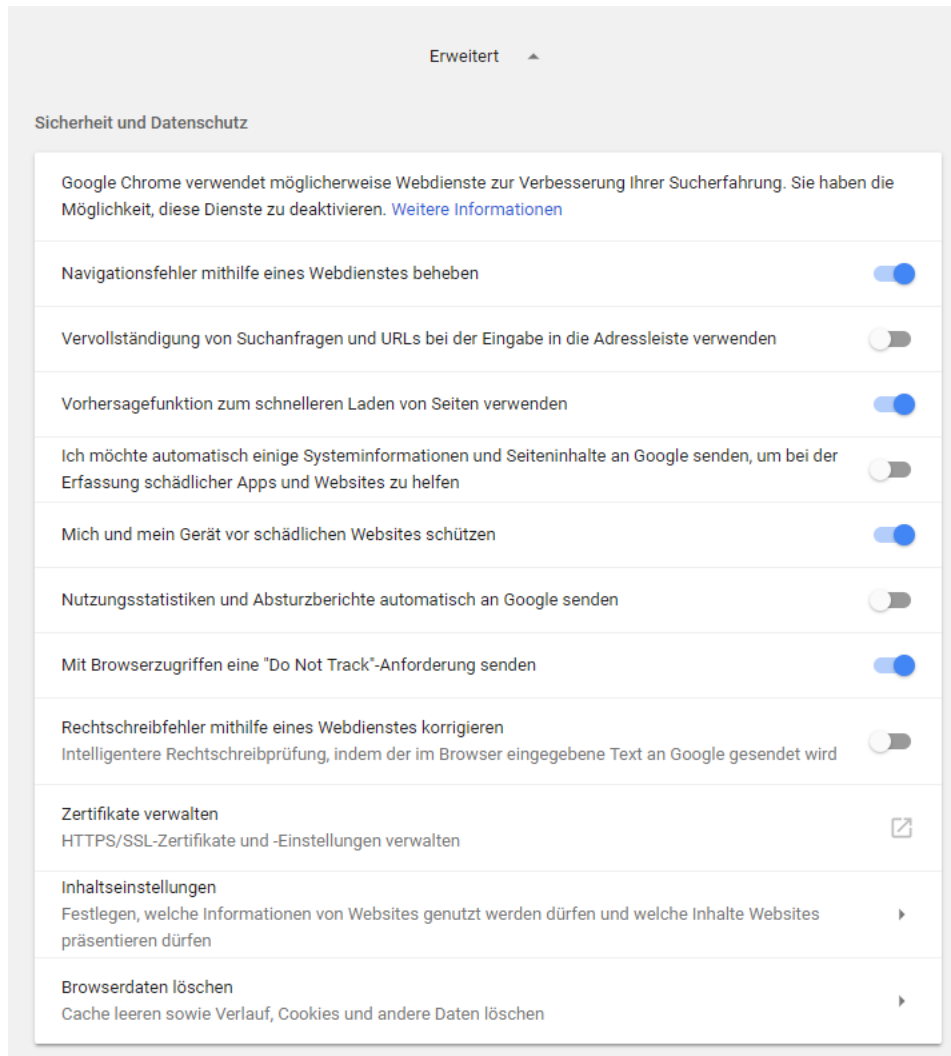 Erweitert
Sicherheit und Datenschutz
Google Chrome verwendet möglicherweise Webdienste zur Verbesserung Ihrer Sucherfahrung. Sie haben die
Möglichkeit, diese Dienste zu deaktivieren. Weitere Informationen
Navigationsfehler mithilfe eines Webdienstes beheben
Vervollständigung von Suchanfragen und URLs bei der Eingabe in die Adressleiste verwenden
Vorhersagefunktion zum schnelleren Laden von Seiten verwenden
Ich möchte automatisch einige Systeminformationen und Seiteninhalte an Google senden, um bei der
Erfassung schädlicher Apps und Websites zu helfen
Mich und mein Gerät vor schädlichen Websites schützen
Nutzungsstatistiken und Absturzberichte automatisch an Google senden
Mit Browserzugriffen eine "Do Not Track"-Anforderung senden
Rechtschreibfehler mithilfe eines Webdienstes korrigieren
Intelligentere Rechtschreibprüfung, indem der im Browser eingegebene Text an Google gesendet wird
Zertifikate verwalten
HTTPS/SSL-Zertifikate und -Einstellungen verwalten
Inhaltseinstellungen
Festlegen, welche Informationen von Websites genutzt werden dürfen und welche Inhalte Websites
präsentieren dürfen
Browserdaten löschen
Cache leeren sowie Verlauf, Cookies und andere Daten löschen